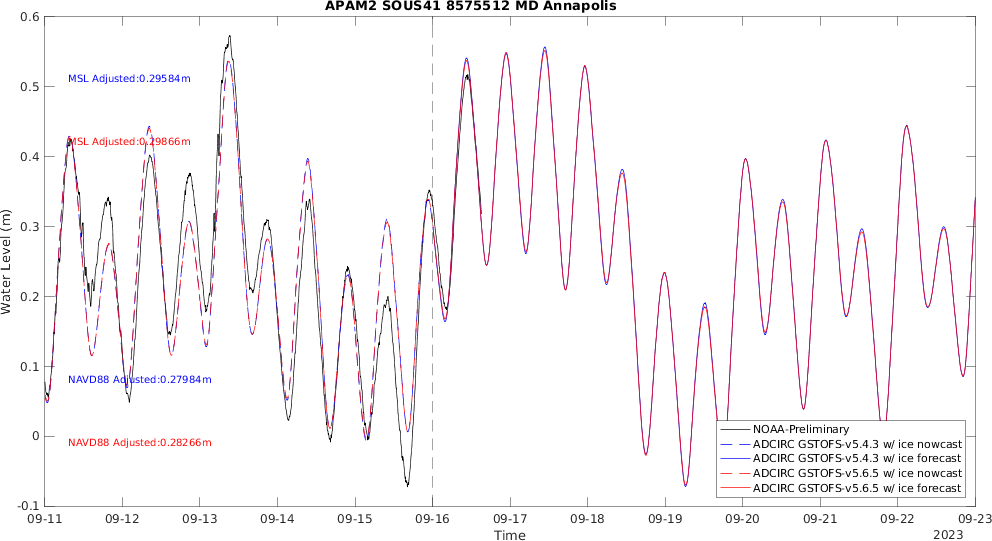 APAM2 SOUS41 8575512 MD Annapolis
0.6
0.5
0.4
0.3
0.2
0.1
0
-0.1
Water Level (m)
MSL Adjusted:0.29584m
MSL Adjusted:0.29866m
NAVD88 Adjusted:0.27984m
NAVD88 Adjusted:0.28266m
NOAA-Preliminary
ADCIRC GSTOFS-v5.4.3 w/ ice nowcast
ADCIRC GSTOFS-v5.4.3 w/ ice forecast
ADCIRC GSTOFS-v5.6.5 w/ ice nowcast
ADCIRC GSTOFS-v5.6.5 w/ ice forecast
09-11 09-12 09-13 09-14 09-15 09-16 09-17 09-18 09-19 09-20 09-21 09-22 09-23
Time
2023